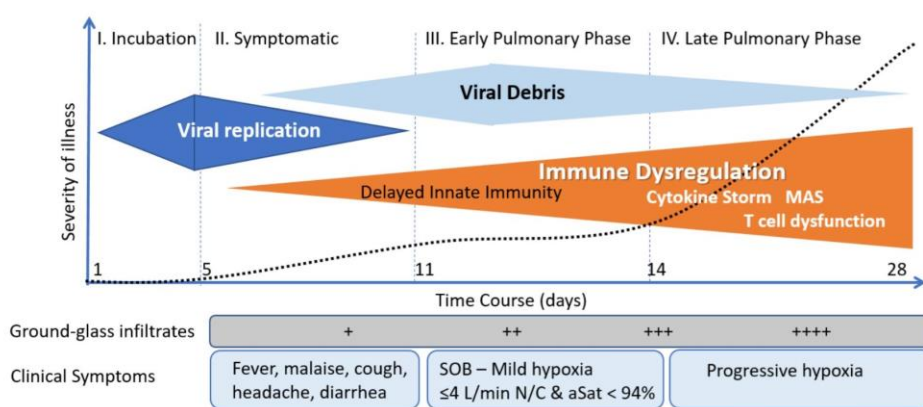 I. Incubation
II. Symptomatic
III. Early Pulmonary Phase
IV. Late Pulmonary Phase
Severity of illness
Viral replication
Viral Debris
Immune Dysregulation
Delayed Innate Immunity
Cytokine Storm MAS
T cell dysfunction
1 5 11 14 28
Time Course (days)
Ground-glass infiltrates + ++ +++ ++++
Clinical Symptoms
Fever, malaise, cough,
headache, diarrhea
SOB – Mild hypoxia
≤4 L/min N/C & aSat < 94%
Progressive hypoxia